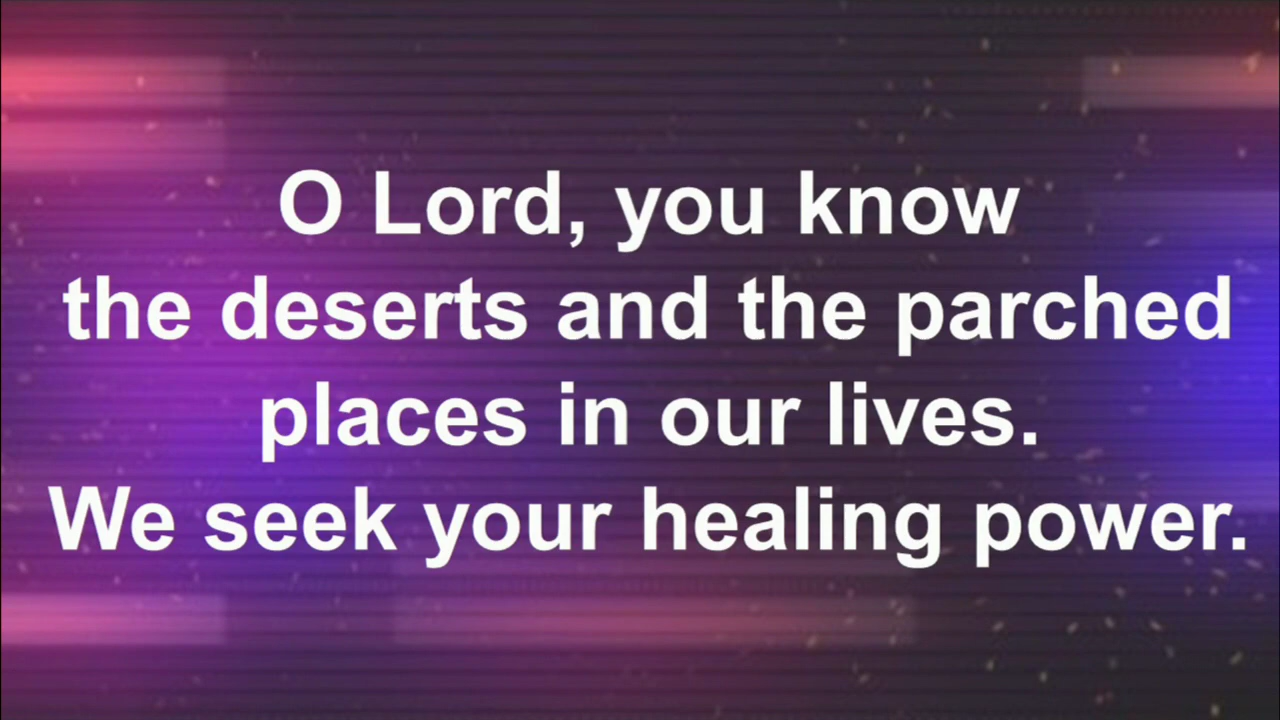 O Lord, you know
the deserts and the parched
places in our lives.
We seek your healing power.